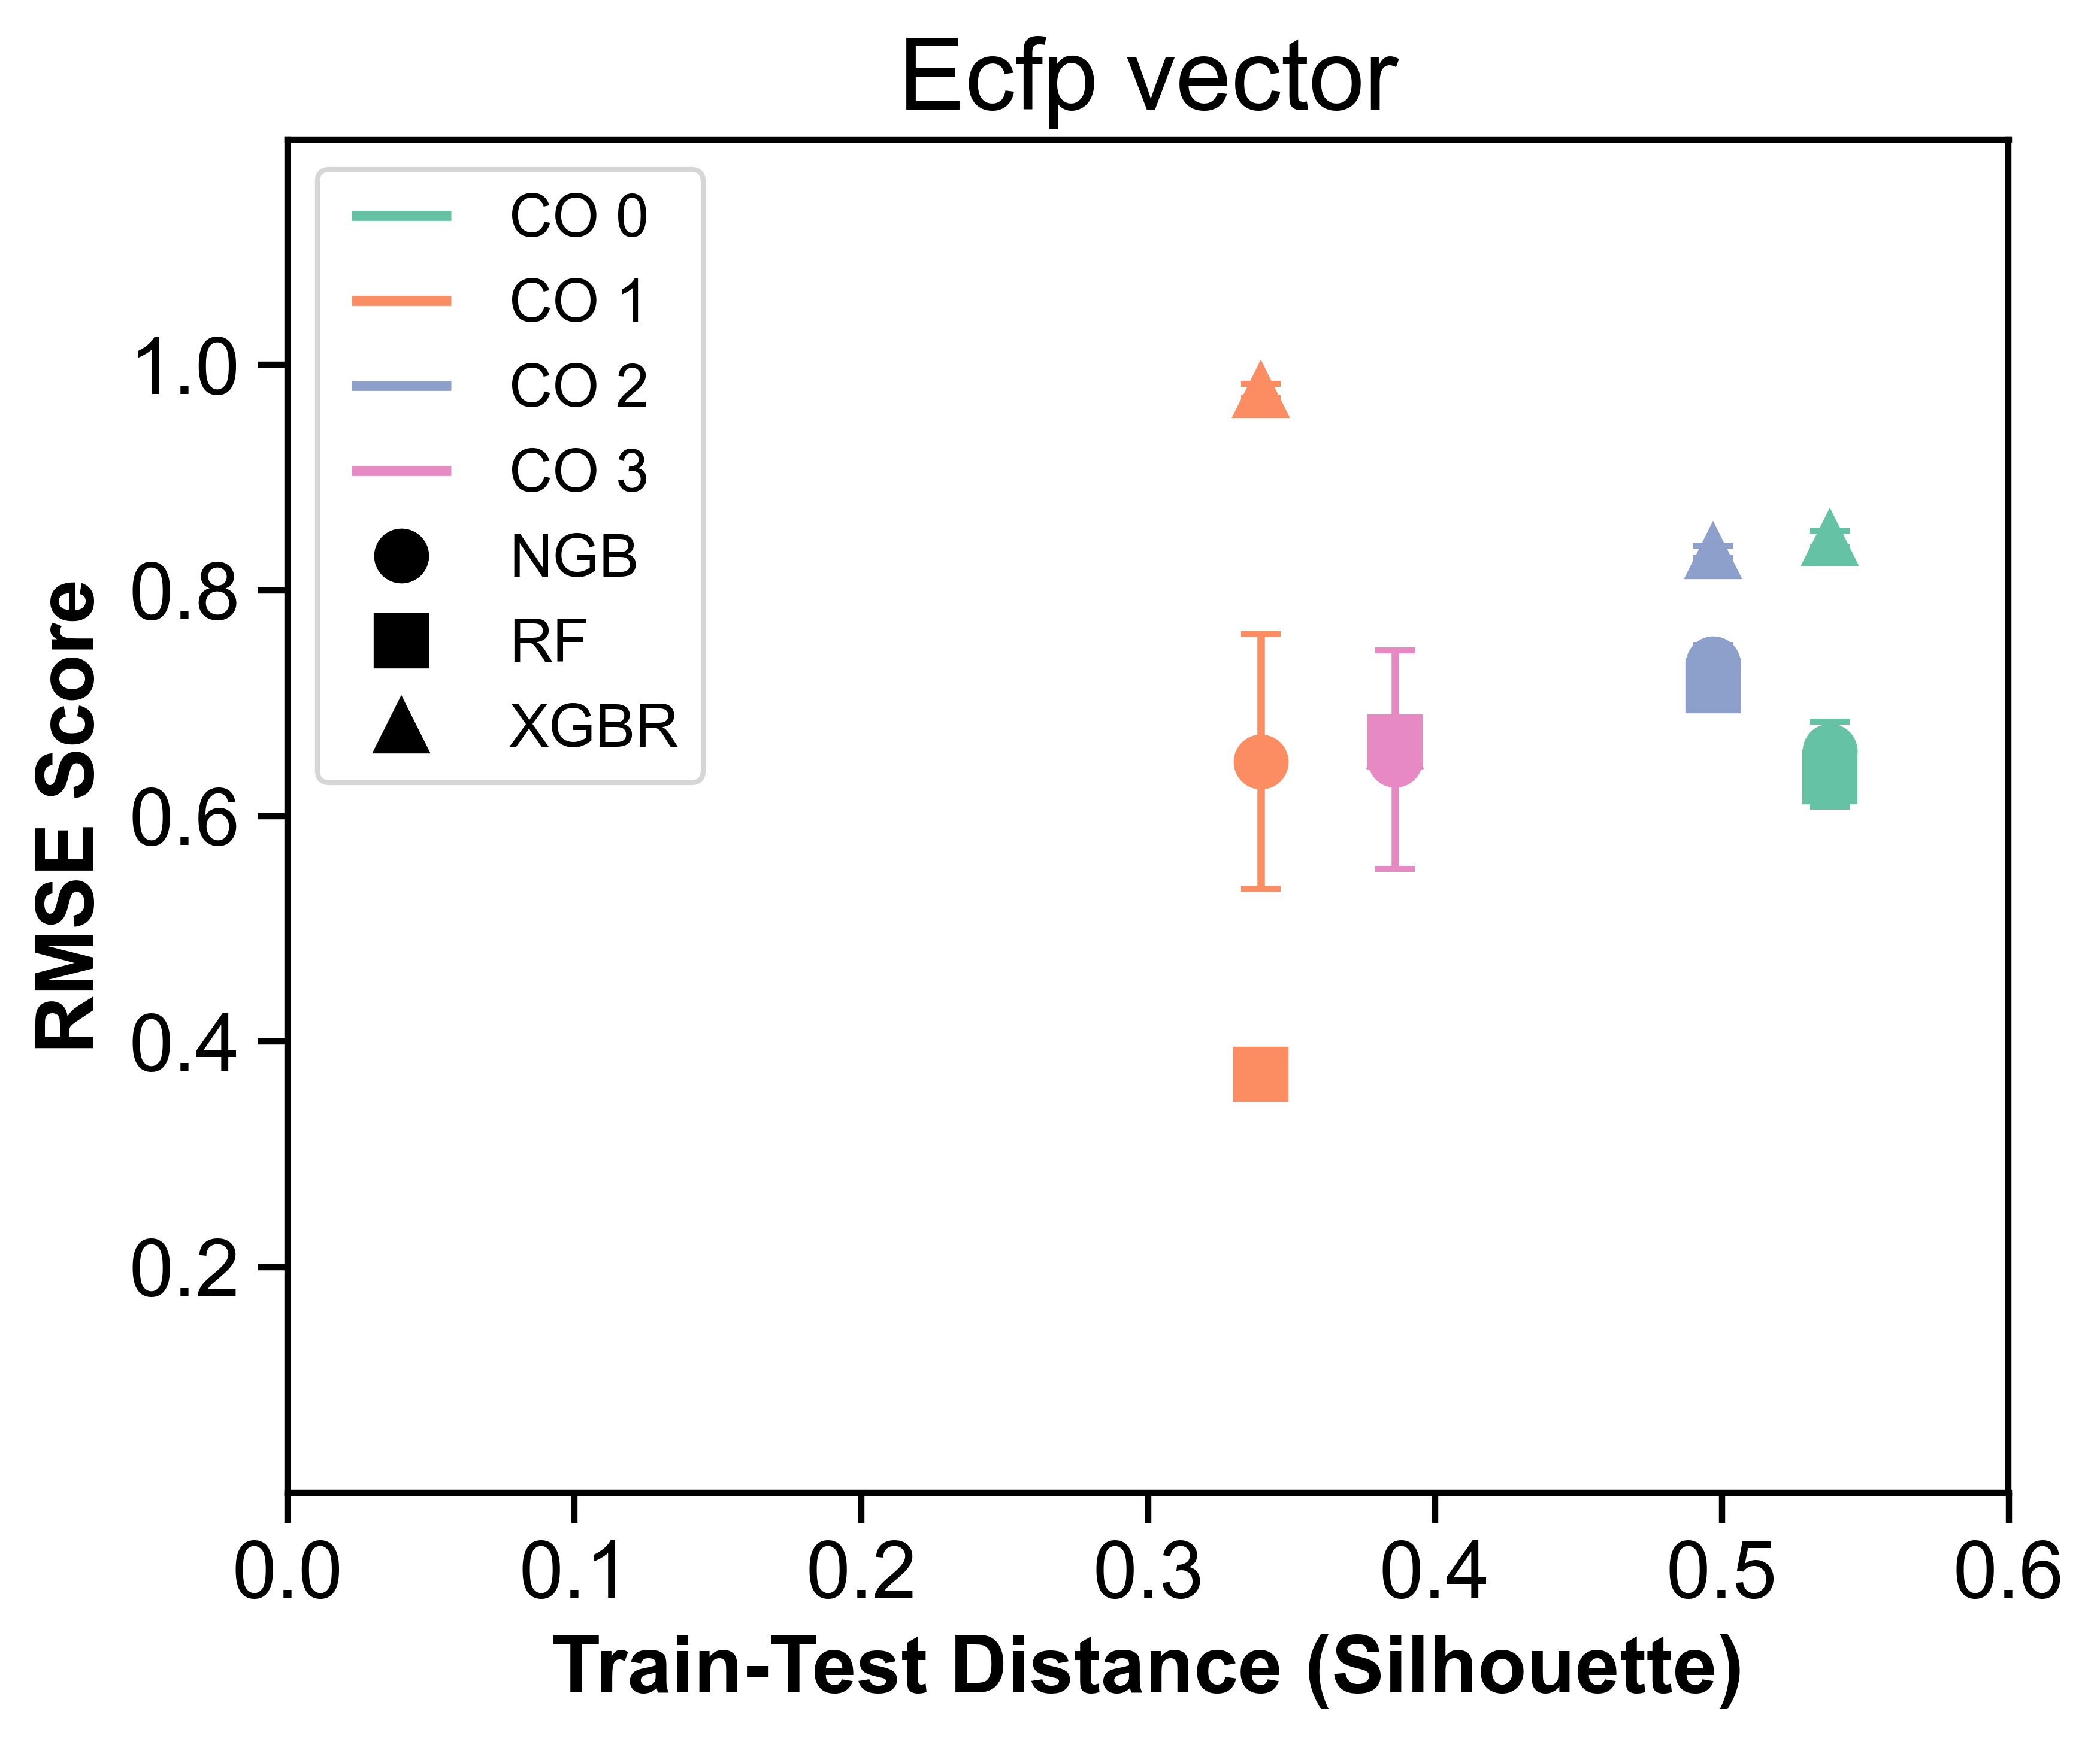 Ecfp vector
CO 0
CO 1
CO 2
CO 3
NGB
RF
XGBR
RMSE Score
1.0
0.8
0.6
0.4
0.2
0.0 0.1 0.2 0.3 0.4 0.5 0.6
Train-Test Distance (Silhouette)